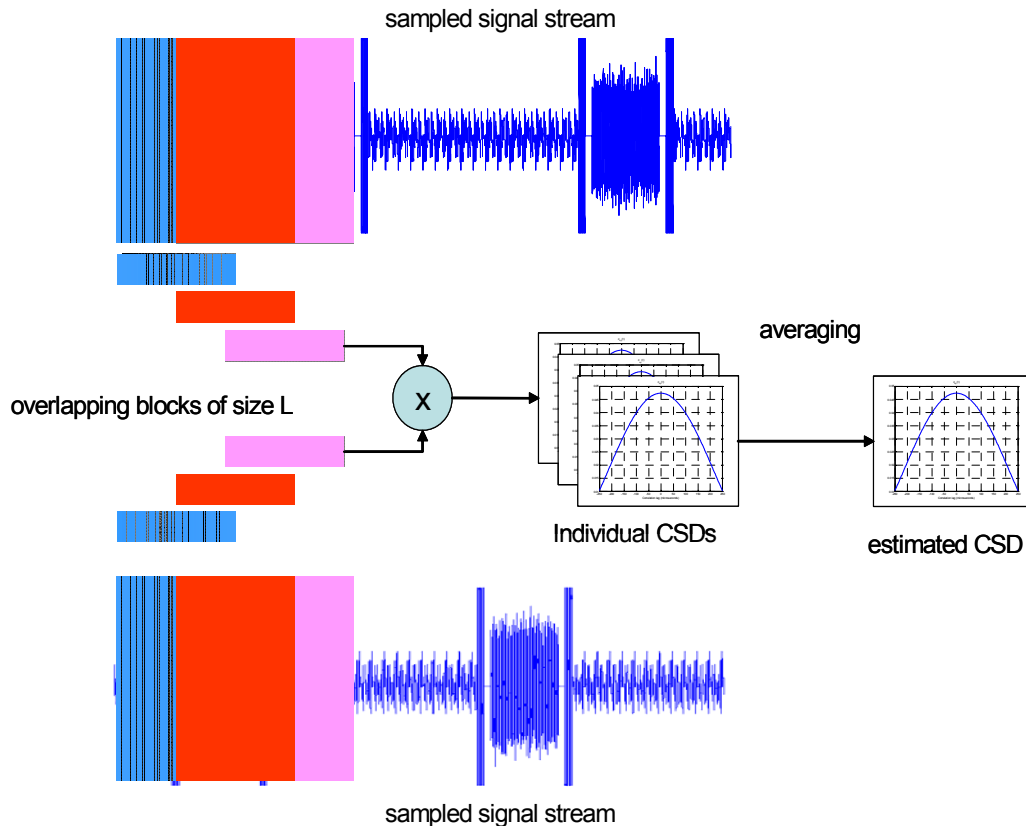 sampled signal stream
averaging
overlapping blocks of size L
X
Individual CSDs
estimated CSD
sampled signal stream